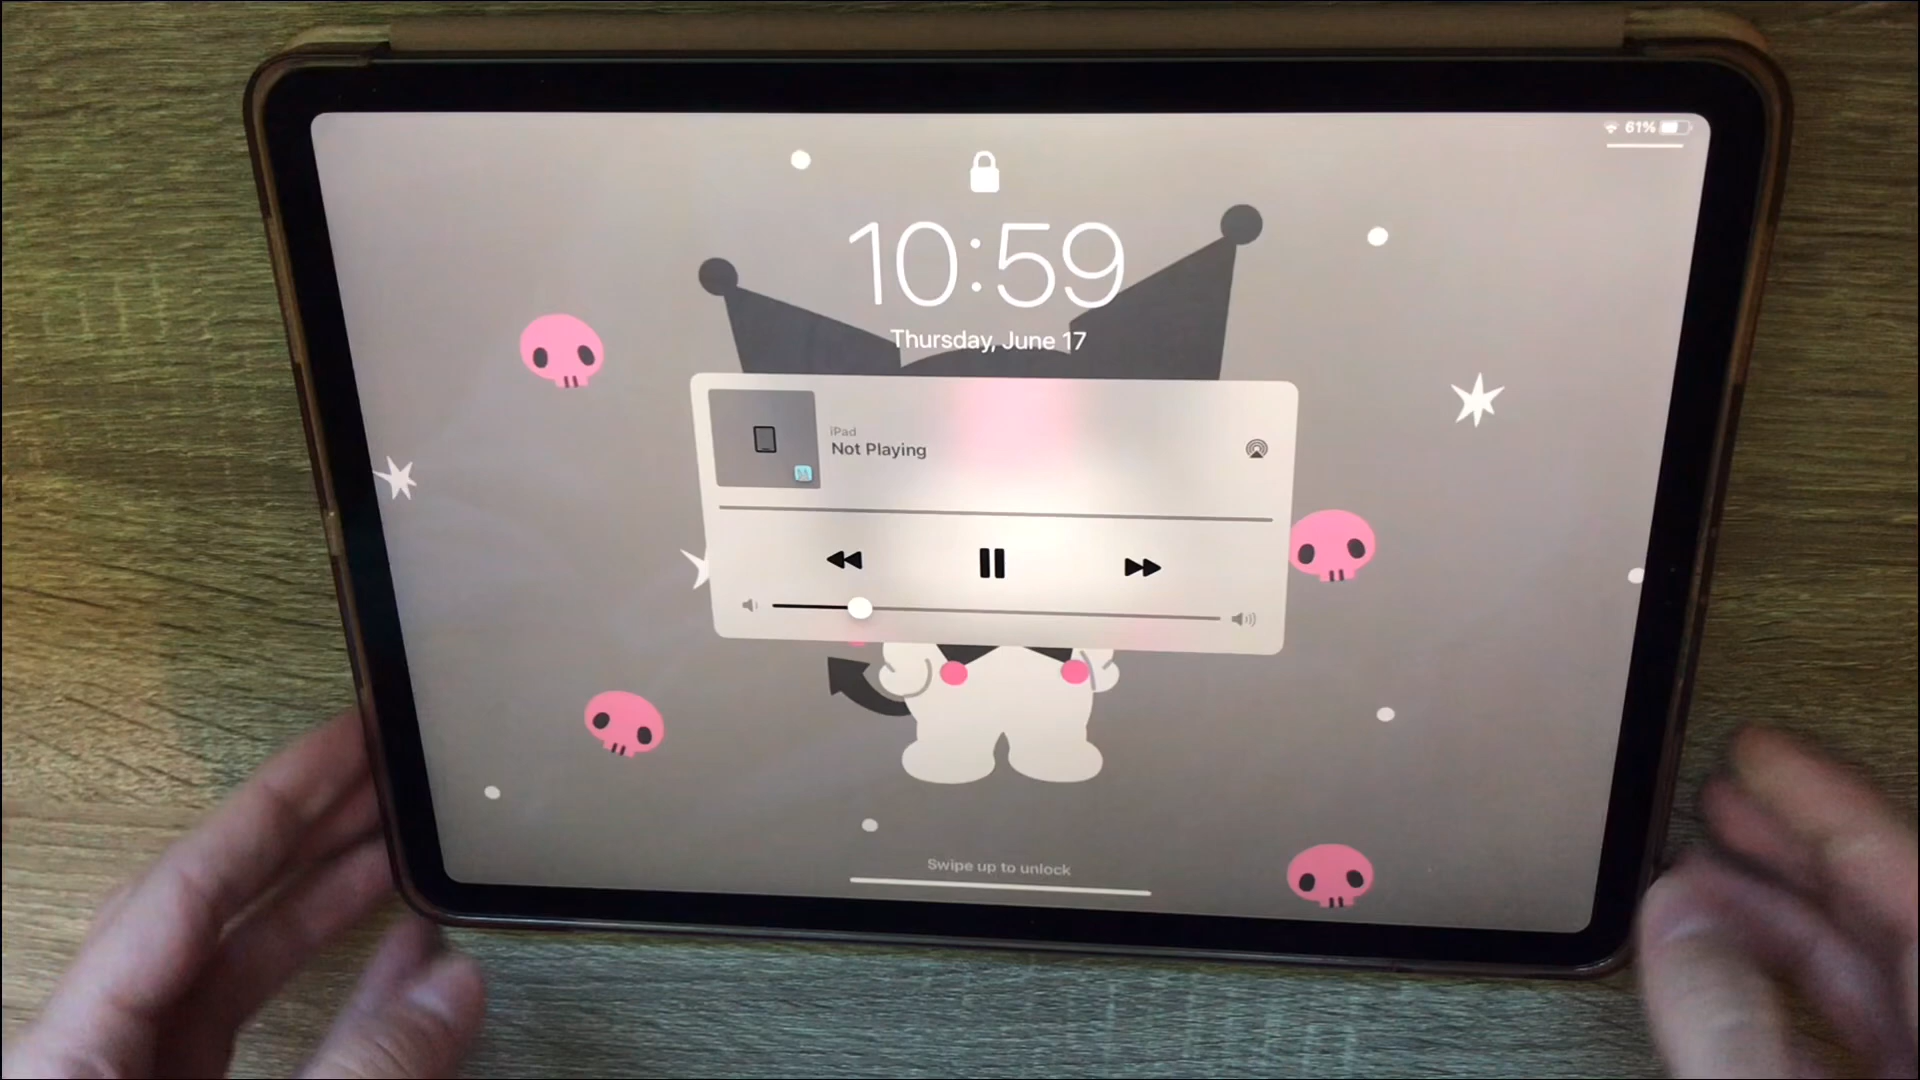 61%
10:59
Thursday, June 17
iPad
Not Playing
Swipe up to unlock